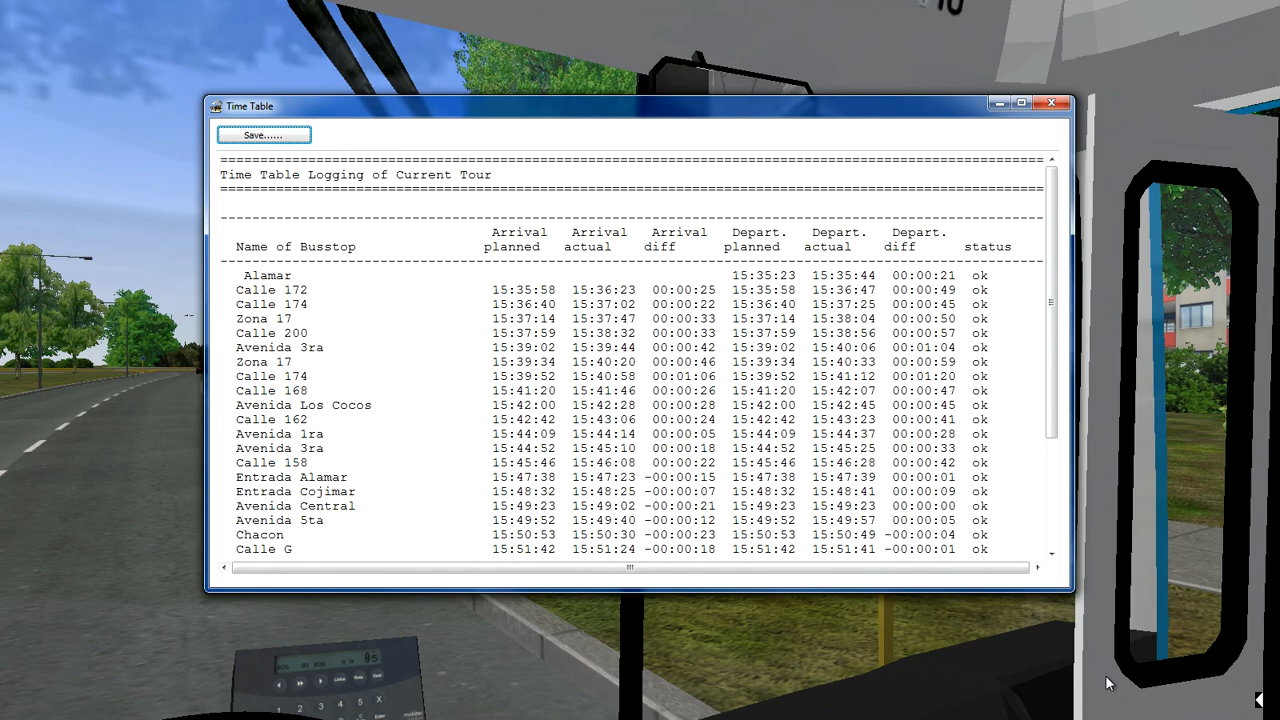 Time Table
Save......
====================================================================================================
Time Table Logging of Current Tour
====================================================================================================
----------------------------------------------------------------------------------------------------
Arrival Arrival Arrival Depart. Depart. Depart.
Name of Busstop planned actual diff planned actual diff status
----------------------------------------------------------------------------------------------------
Alamar 15:35:23 15:35:44 00:00:21 ok
Calle 172 15:35:58 15:36:23 00:00:25 15:35:58 15:36:47 00:00:49 ok
Calle 174 15:36:40 15:37:02 00:00:22 15:36:40 15:37:25 00:00:45 ok
Zona 17 15:37:14 15:37:47 00:00:33 15:37:14 15:38:04 00:00:50 ok
Calle 200 15:37:59 15:38:32 00:00:33 15:37:59 15:38:56 00:00:57 ok
Avenida 3ra 15:39:02 15:39:44 00:00:42 15:39:02 15:40:06 00:01:04 ok
Zona 17 15:39:34 15:40:20 00:00:46 15:39:34 15:40:33 00:00:59 ok
Calle 174 15:39:52 15:40:58 00:01:06 15:39:52 15:41:12 00:01:20 ok
Calle 168 15:41:20 15:41:46 00:00:26 15:41:20 15:42:07 00:00:47 ok
Avenida Los Cocos 15:42:00 15:42:28 00:00:28 15:42:00 15:42:45 00:00:45 ok
Calle 162 15:42:42 15:43:06 00:00:24 15:42:42 15:43:23 00:00:41 ok
Avenida 1ra 15:44:09 15:44:14 00:00:05 15:44:09 15:44:37 00:00:28 ok
Avenida 3ra 15:44:52 15:45:10 00:00:18 15:44:52 15:45:25 00:00:33 ok
Calle 158 15:45:46 15:46:08 00:00:22 15:45:46 15:46:28 00:00:42 ok
Entrada Alamar 15:47:38 15:47:23 -00:00:15 15:47:38 15:47:39 00:00:01 ok
Entrada Cojimar 15:48:32 15:48:25 -00:00:07 15:48:32 15:48:41 00:00:09 ok
Avenida Central 15:49:23 15:49:02 -00:00:21 15:49:23 15:49:23 00:00:00 ok
Avenida 5ta 15:49:52 15:49:40 -00:00:12 15:49:52 15:49:57 00:00:05 ok
Chacon 15:50:53 15:50:30 -00:00:23 15:50:53 15:50:49 -00:00:04 ok
Calle G 15:51:42 15:51:24 -00:00:18 15:51:42 15:51:41 -00:00:01 ok
05
4 5 X
1 2 3